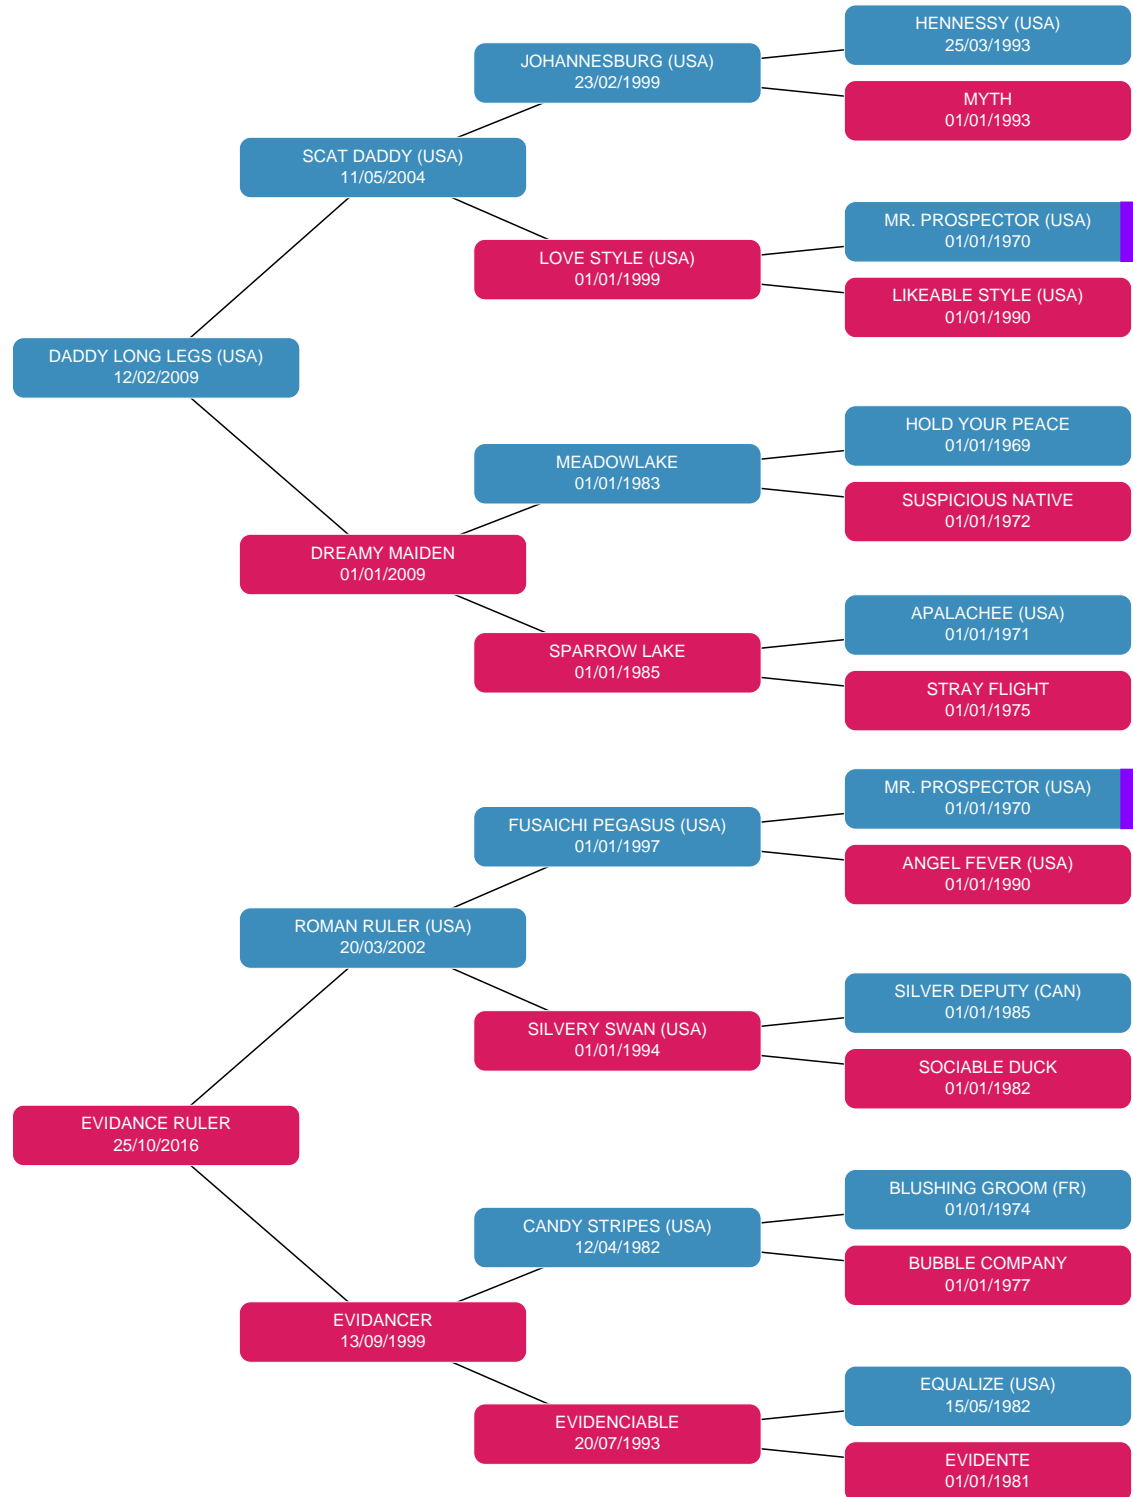 HENNESSY (USA)
25/03/1993
JOHANNESBURG (USA)
23/02/1999
MYTH
01/01/1993
SCAT DADDY (USA)
11/05/2004
MR. PROSPECTOR (USA)
01/01/1970
LOVE STYLE (USA)
01/01/1999
LIKEABLE STYLE (USA)
01/01/1990
DADDY LONG LEGS (USA)
12/02/2009
HOLD YOUR PEACE
01/01/1969
MEADOWLAKE
01/01/1983
SUSPICIOUS NATIVE
01/01/1972
DREAMY MAIDEN
01/01/2009
APALACHEE (USA)
01/01/1971
SPARROW LAKE
01/01/1985
STRAY FLIGHT
01/01/1975
MR. PROSPECTOR (USA)
01/01/1970
FUSAICHI PEGASUS (USA)
01/01/1997
ANGEL FEVER (USA)
01/01/1990
ROMAN RULER (USA)
20/03/2002
SILVER DEPUTY (CAN)
01/01/1985
SILVERY SWAN (USA)
01/01/1994
SOCIABLE DUCK
01/01/1982
EVIDANCE RULER
25/10/2016
BLUSHING GROOM (FR)
01/01/1974
CANDY STRIPES (USA)
12/04/1982
BUBBLE COMPANY
01/01/1977
EVIDANCER
13/09/1999
EQUALIZE (USA)
15/05/1982
EVIDENCIABLE
20/07/1993
EVIDENTE
01/01/1981